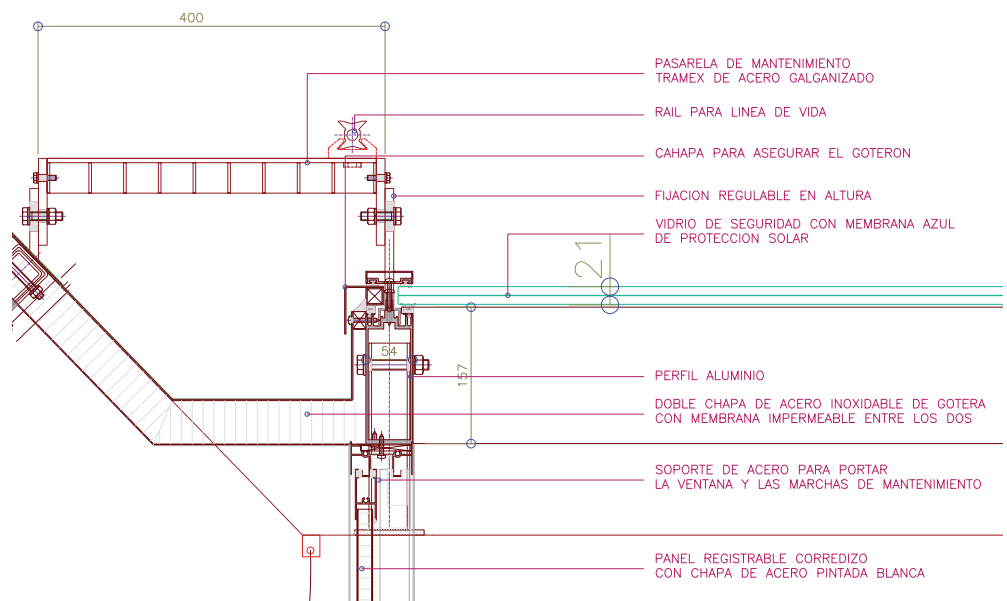 400
PASARELA DE MANTENIMIENTO
TRAMEX DE ACERO GALGANIZADO
RAIL PARA LINEA DE VIDA
CAHAPA PARA ASEGURAR EL GOTERON
FIJACION REGULABLE EN ALTURA
VIDRIO DE SEGURIDAD CON MEMBRANA AZUL
DE PROTECCION SOLAR
21
54
157
PERFIL ALUMINIO
DOBLE CHAPA DE ACERO INOXIDABLE DE GOTERA
CON MEMBRANA IMPERMEABLE ENTRE LOS DOS
SOPORTE DE ACERO PARA PORTAR
LA VENTANA Y LAS MARCHAS DE MANTENIMIENTO
PANEL REGISTRABLE CORREDIZO
CON CHAPA DE ACERO PINTADA BLANCA